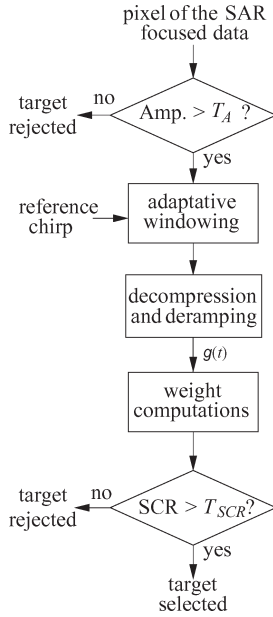 pixel of the SAR
focused data
no
target
rejected
Amp. > T_A ?
yes
reference
chirp
adaptative
windowing
decompression
and deramping
g(t)
weight
computations
no
target
rejected
SCR > T_SCR?
yes
target
selected